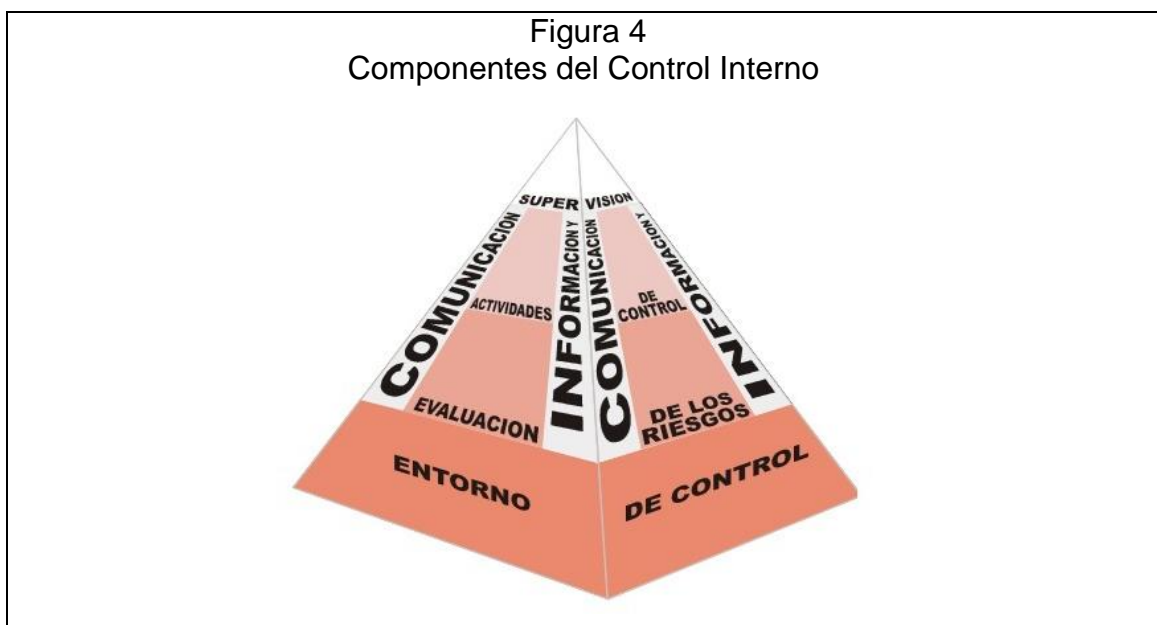 Figura 4
Componentes del Control Interno
SUPER VISION
COMUNICACION
INFORMACION Y
COMUNICACION
INFORMACION Y
ACTIVIDADES
DE
CONTROL
EVALUACION
DE LOS
RIESGOS
ENTORNO
DE CONTROL